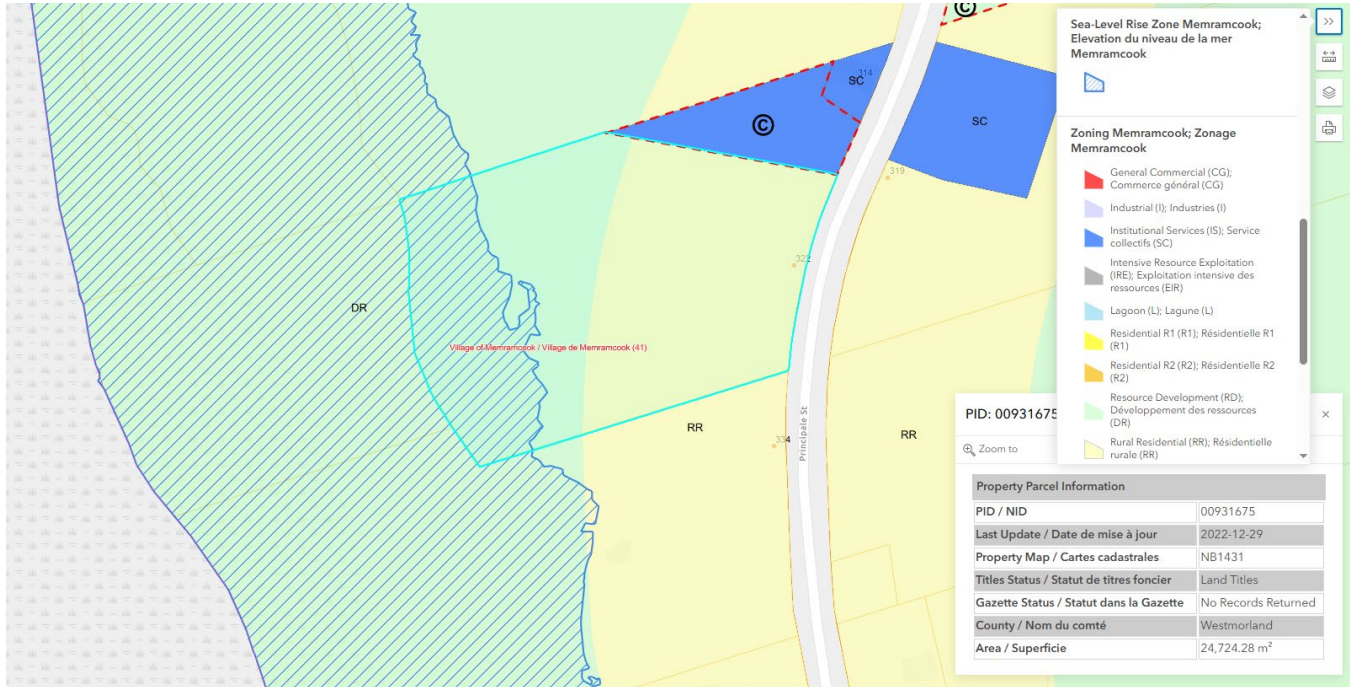 ©
SC
314
©
SC
319
322
DR
Village of Memramcook / Village de Memramcook (41)
RR
334
Principale St
RR
Sea-Level Rise Zone Memramcook;
Elevation du niveau de la mer
Memramcook
Zoning Memramcook; Zonage
Memramcook
General Commercial (CG);
Commerce général (CG)
Industrial (I); Industries (I)
Institutional Services (IS); Service
collectifs (SC)
Intensive Resource Exploitation
(IRE); Exploitation intensive des
ressources (EIR)
Lagoon (L); Lagune (L)
Residential R1 (R1); Résidentielle R1
(R1)
Residential R2 (R2); Résidentielle R2
(R2)
Resource Development (RD);
Développement des ressources
(DR)
Rural Residential (RR); Résidentielle
rurale (RR)
PID: 00931675
Zoom to
Property Parcel Information
PID / NID 00931675
Last Update / Date de mise à jour 2022-12-29
Property Map / Cartes cadastrales NB1431
Titles Status / Statut de titres foncier Land Titles
Gazette Status / Statut dans la Gazette No Records Returned
County / Nom du comté Westmorland
Area / Superficie 24,724.28 m²